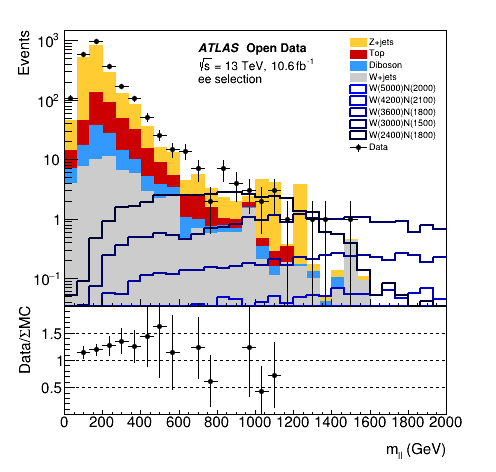 Events
10³
10²
10
1
10⁻¹
ATLAS Open Data
√s = 13 TeV, 10.6 fb⁻¹
ee selection
Z+jets
Top
Diboson
W+jets
W(5000)N(2000)
W(4200)N(2100)
W(3600)N(1800)
W(3000)N(1500)
W(2400)N(1800)
Data
Data/ΣMC
1.5
1
0.5
0 200 400 600 800 1000 1200 1400 1600 1800 2000
m_ll (GeV)